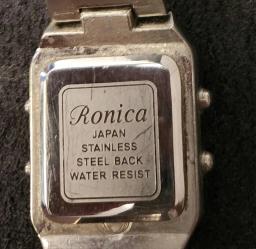 Ronica
JAPAN
STAINLESS
STEEL BACK
WATER RESIST